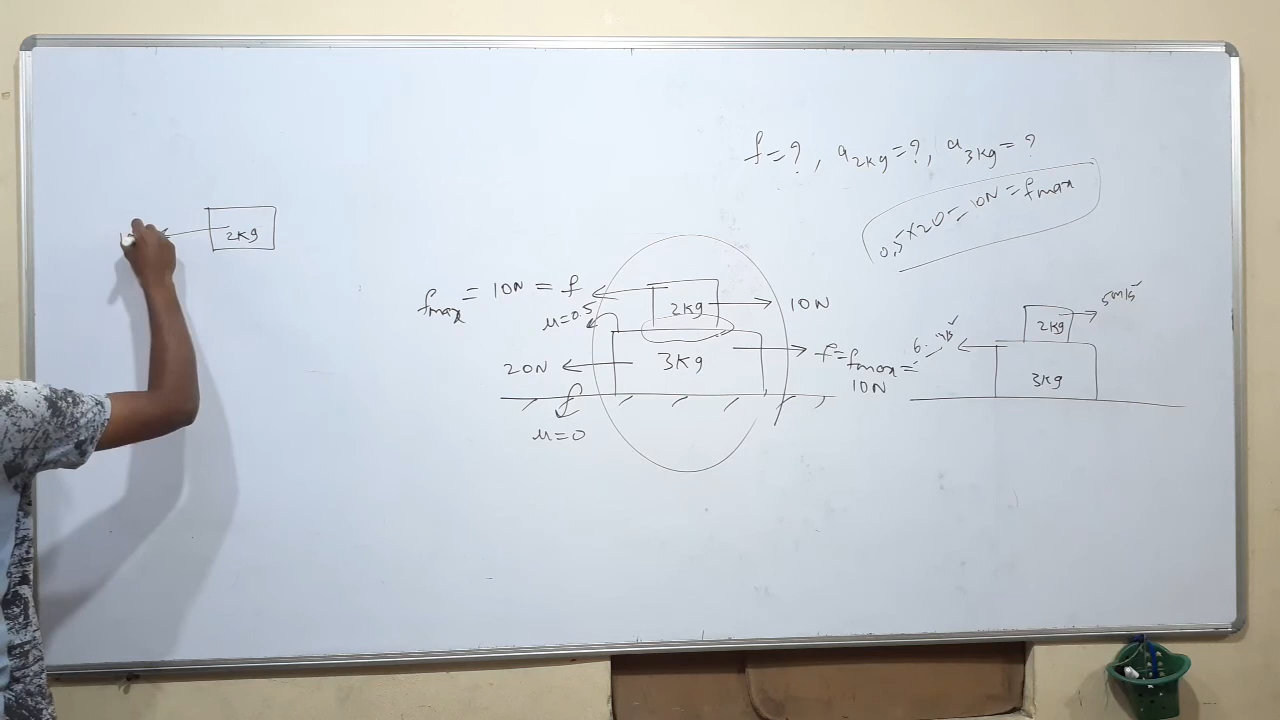 f=?, a2kg=?, a3kg=?
0,5×20=10N=fmax
2kg
fmax = 10N = f
μ=0.5
2kg
10N
20N
3kg
f=fmax=
10N
f
μ=0
5m/s
2kg
3kg